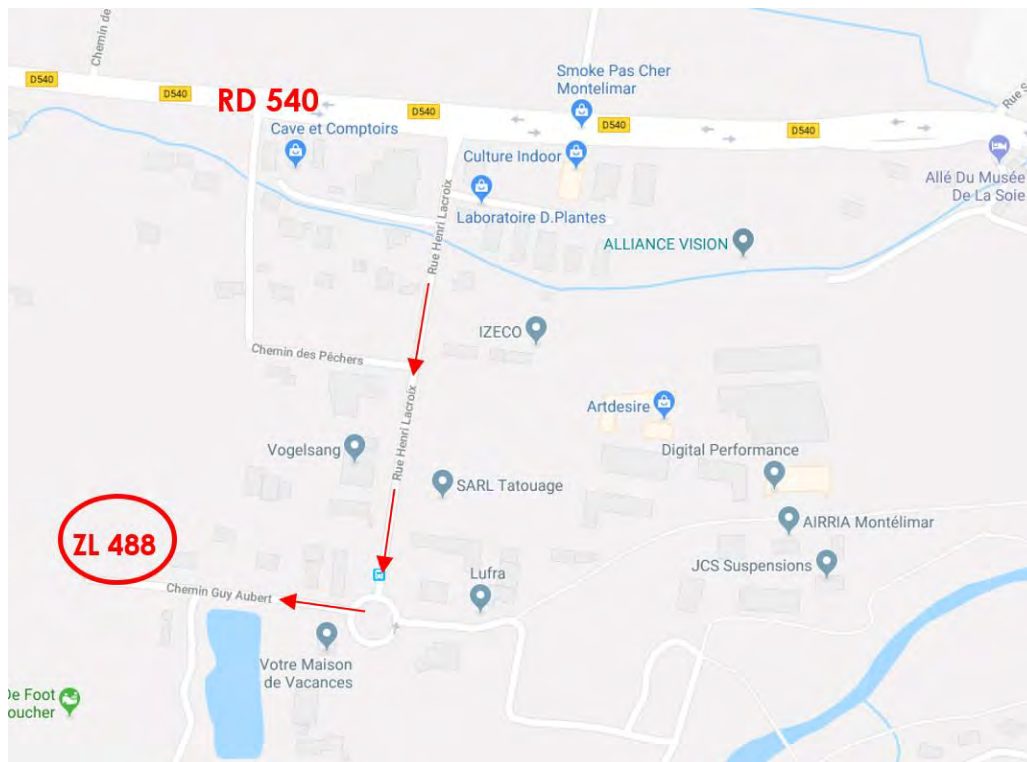 Chemin de
D540
D540
RD 540
D540
D540
D540
Smoke Pas Cher
Montelimar
Rue S
Cave et Comptoirs
Culture Indoor
Allé Du Musée
De La Soie
Laboratoire D.Plantes
Rue Henri Lacroix
ALLIANCE VISION
IZECO
Chemin des Pêchers
Rue Henri Lacroix
Artdesire
Vogelsang
Digital Performance
SARL Tatouage
AIRRIA Montélimar
ZL 488
JCS Suspensions
Lufra
Chemin Guy Aubert
Votre Maison
de Vacances
De Foot
oucher